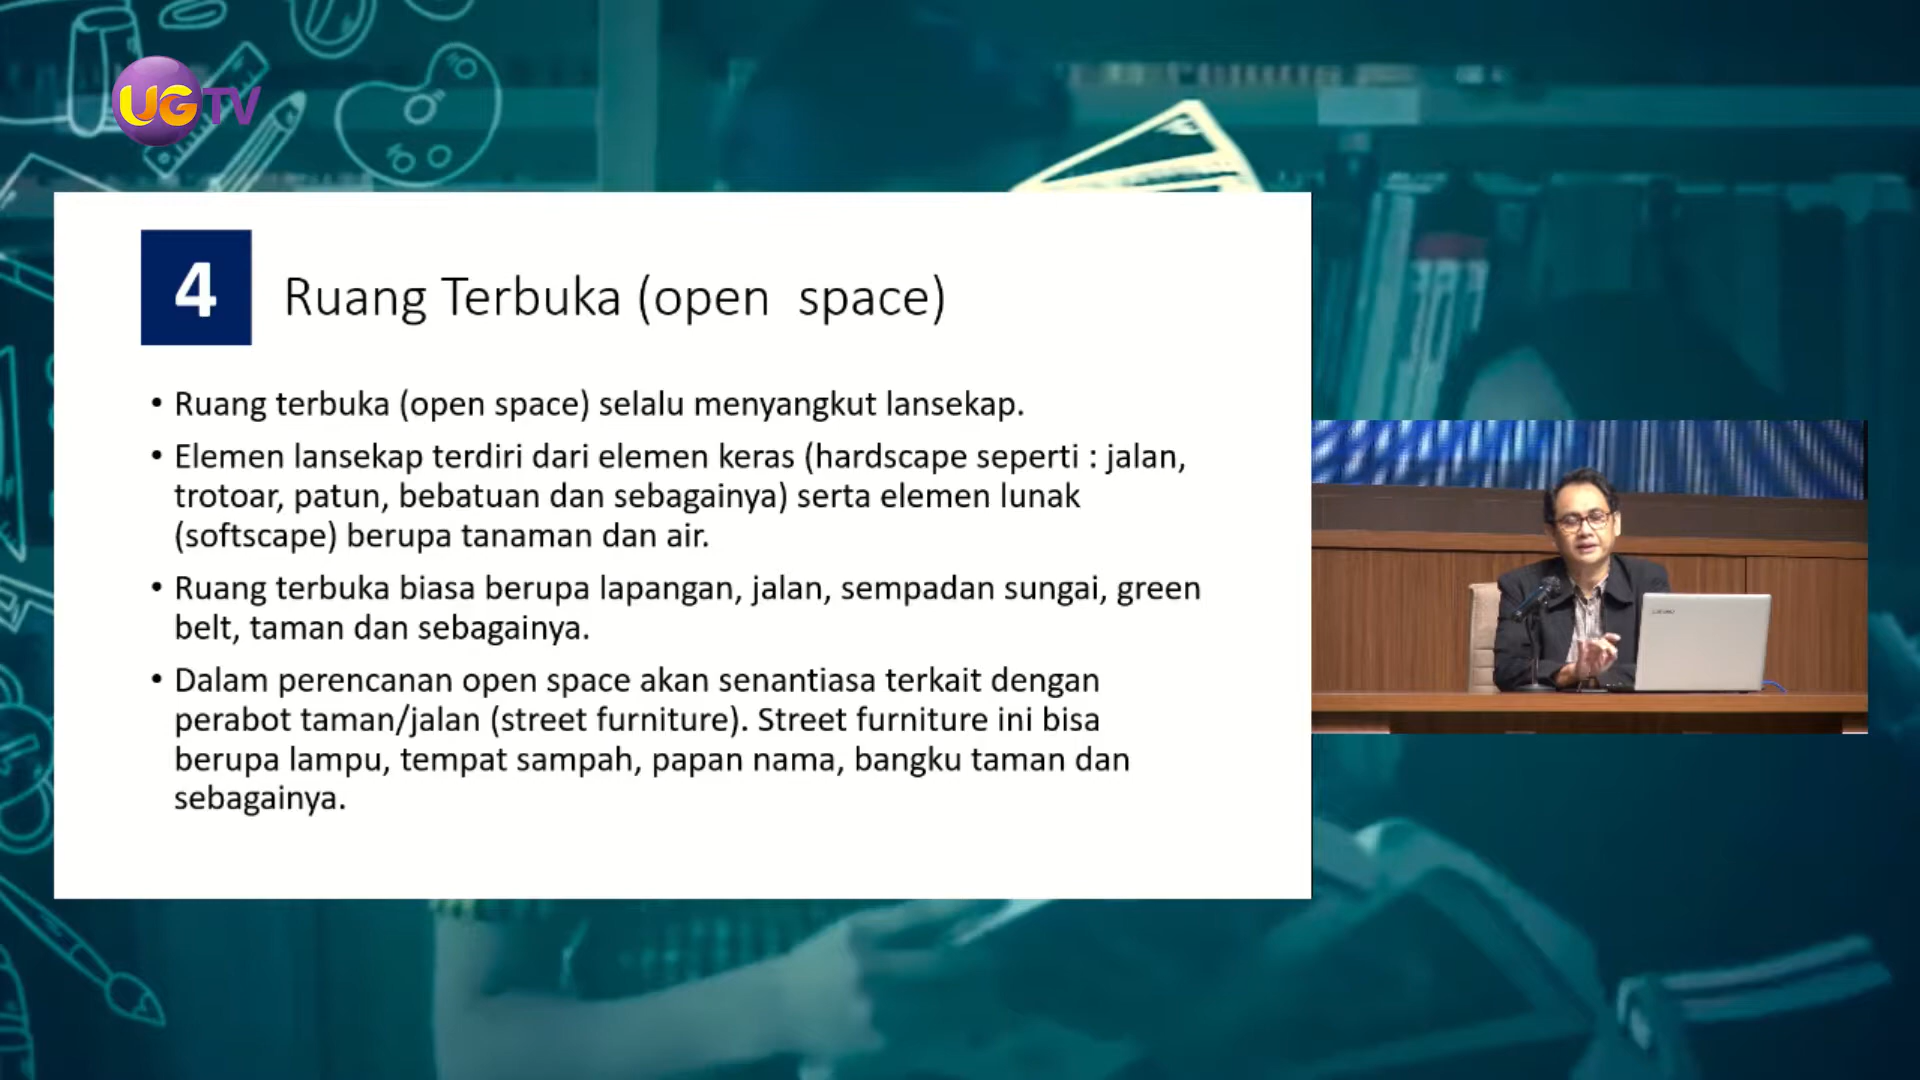 UGTV
4
Ruang Terbuka (open space)
• Ruang terbuka (open space) selalu menyangkut lansekap.
• Elemen lansekap terdiri dari elemen keras (hardscape seperti : jalan,
trotoar, patun, bebatuan dan sebagainya) serta elemen lunak
(softscape) berupa tanaman dan air.
• Ruang terbuka biasa berupa lapangan, jalan, sempadan sungai, green
belt, taman dan sebagainya.
• Dalam perencanan open space akan senantiasa terkait dengan
perabot taman/jalan (street furniture). Street furniture ini bisa
berupa lampu, tempat sampah, papan nama, bangku taman dan
sebagainya.